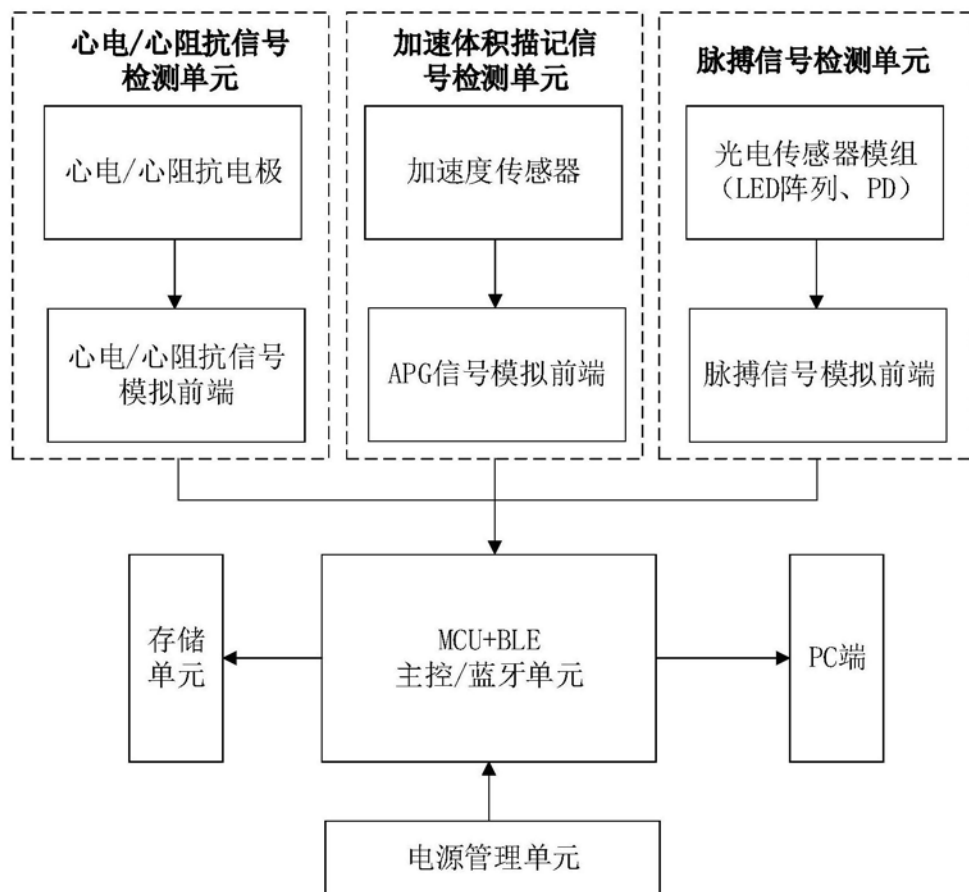 心电/心阻抗信号
检测单元
心电/心阻抗电极
心电/心阻抗信号
模拟前端
加速体积描记信
号检测单元
加速度传感器
APG信号模拟前端
脉搏信号检测单元
光电传感器模组
（LED阵列、PD）
脉搏信号模拟前端
存储
单元
MCU+BLE
主控/蓝牙单元
PC端
电源管理单元